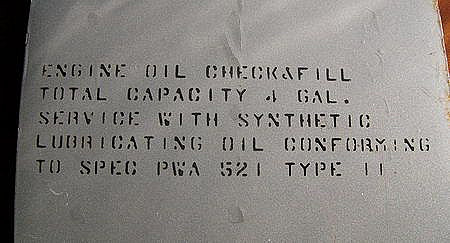 ENGINE OIL CHECK&FILL
TOTAL CAPACITY 4 GAL.
SERVICE WITH SYNTHETIC
LUBRICATING OIL CONFORMING
TO SPEC PWA 521 TYPE II.